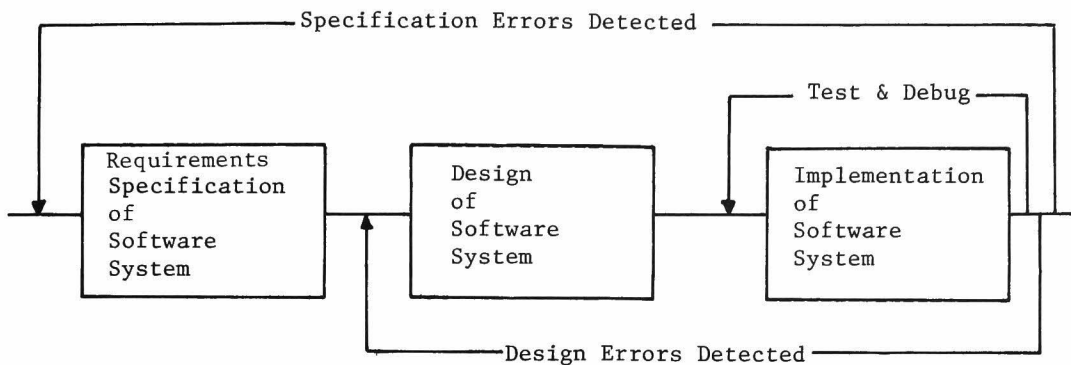 Specification Errors Detected
Test & Debug
Requirements
Specification
of
Software
System
Design
of
Software
System
Implementation
of
Software
System
Design Errors Detected